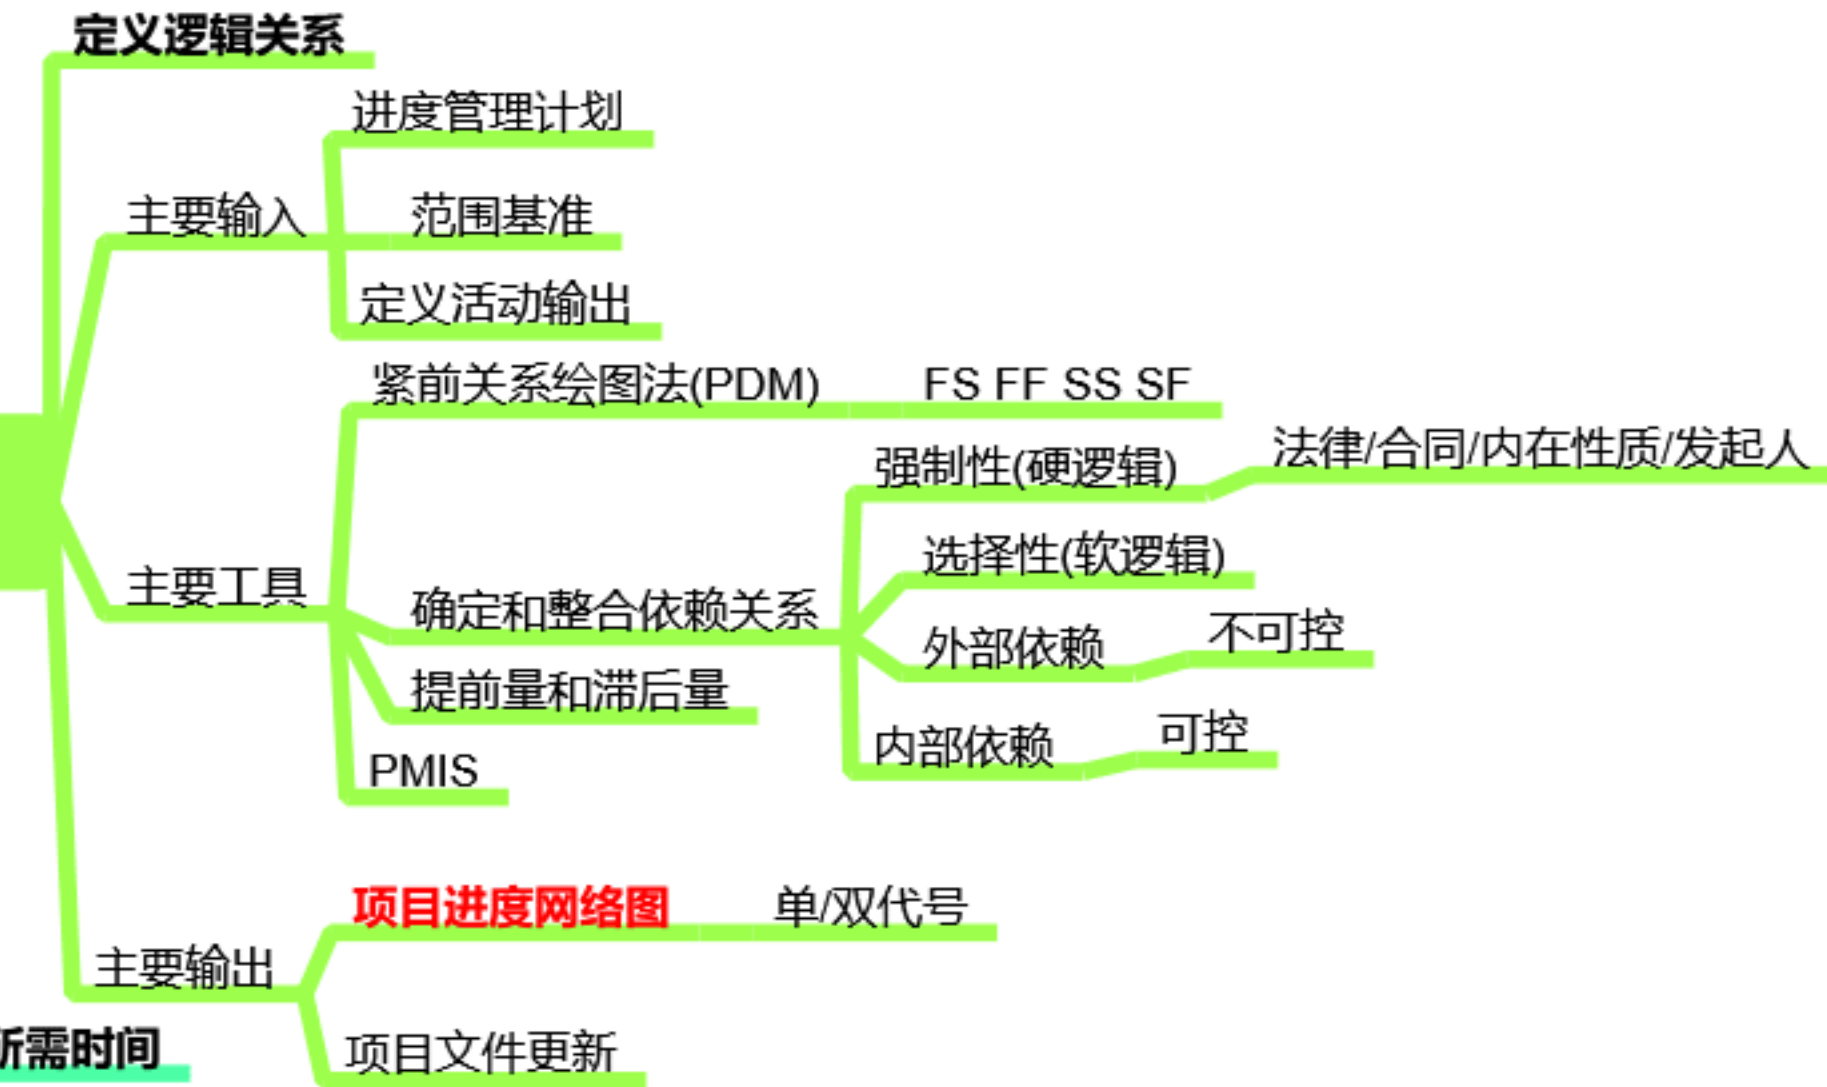 定义逻辑关系
进度管理计划
主要输入
范围基准
定义活动输出
紧前关系绘图法(PDM)
FS FF SS SF
强制性(硬逻辑)
法律/合同/内在性质/发起人
选择性(软逻辑)
主要工具
确定和整合依赖关系
外部依赖
不可控
提前量和滞后量
内部依赖
可控
PMIS
项目进度网络图
单/双代号
主要输出
项目文件更新
所需时间